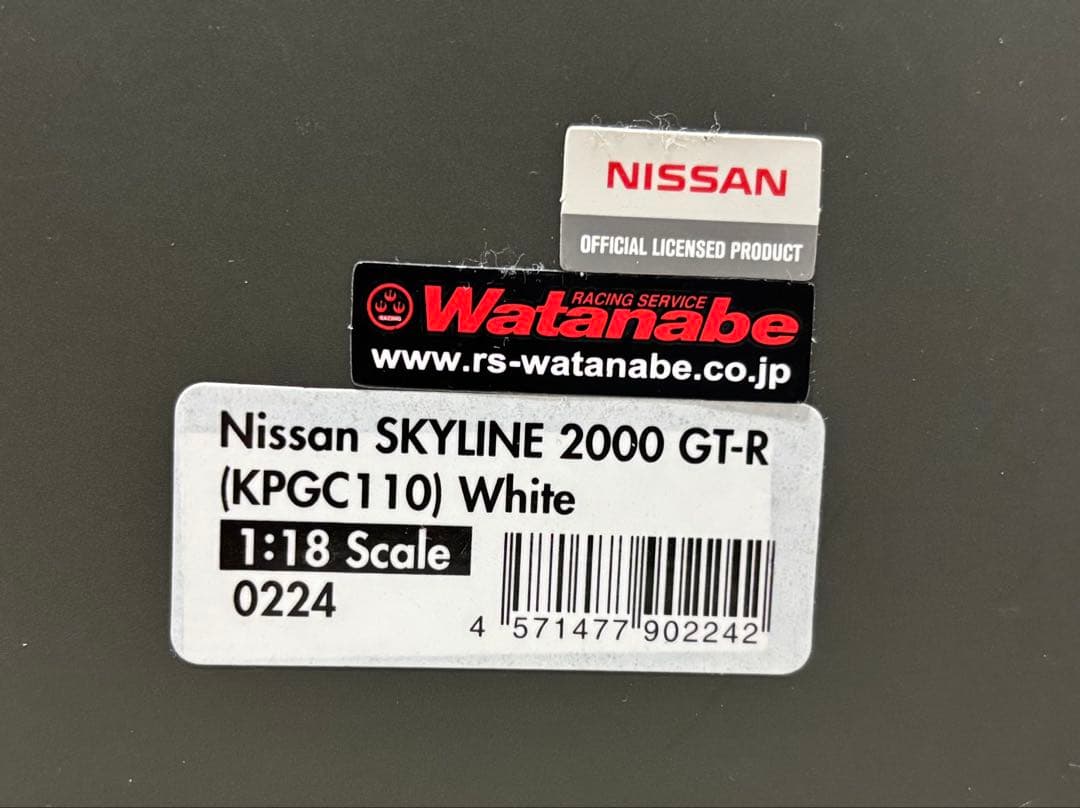 NISSAN
OFFICIAL LICENSED PRODUCT
RACING
RACING SERVICE
Watanabe
www.rs-watanabe.co.jp
Nissan SKYLINE 2000 GT-R
(KPGC110) White
1:18 Scale
0224
4 571477 902242